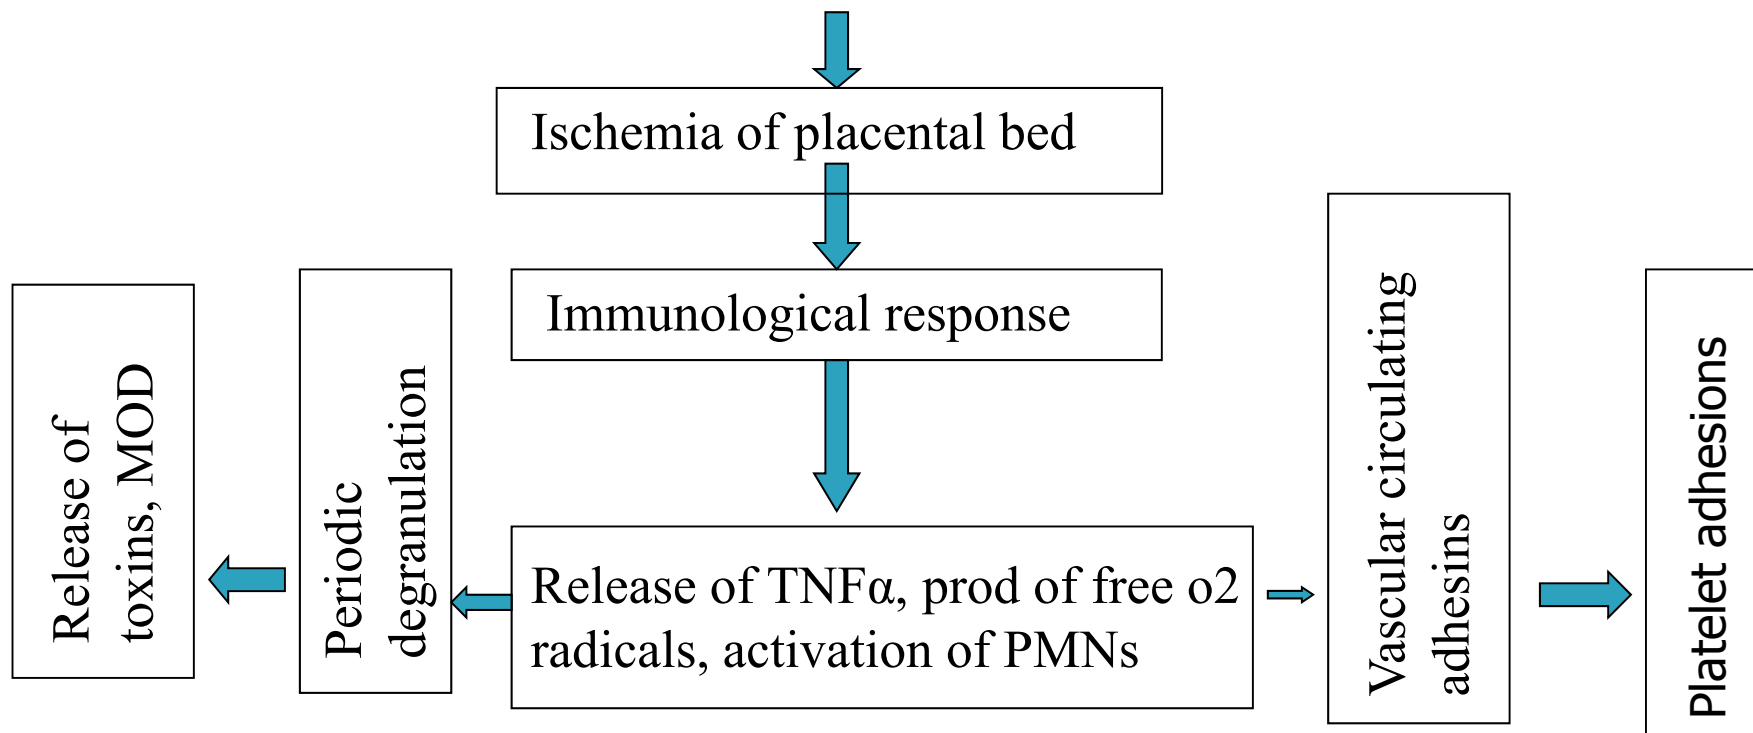 Ischemia of placental bed
Immunological response
Release of TNFα, prod of free o2
radicals, activation of PMNs
Periodic
degranulation
Release of
toxins, MOD
Vascular circulating
adhesins
Platelet adhesions